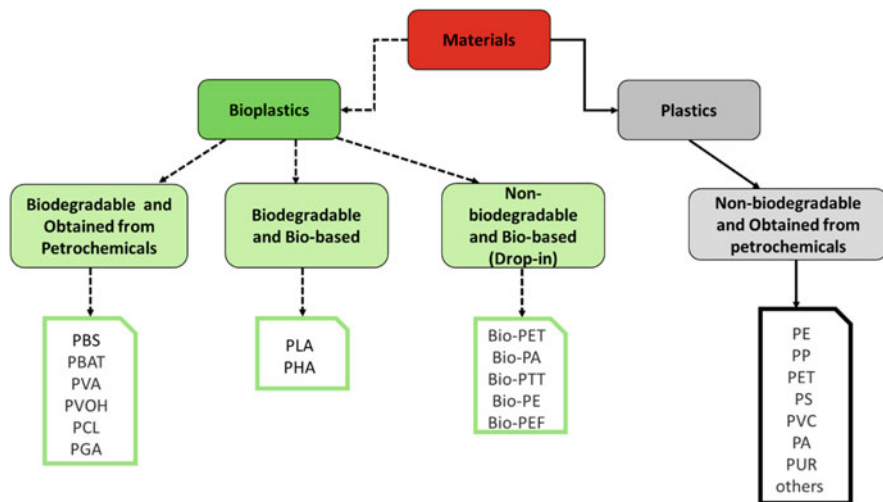 Materials
Bioplastics
Plastics
Biodegradable and
Obtained from
Petrochemicals
Biodegradable
and Bio-based
Non-
biodegradable
and Bio-based
(Drop-in)
Non-biodegradable
and Obtained from
petrochemicals
PBS
PBAT
PVA
PVOH
PCL
PGA
PLA
PHA
Bio-PET
Bio-PA
Bio-PTT
Bio-PE
Bio-PEF
PE
PP
PET
PS
PVC
PA
PUR
others